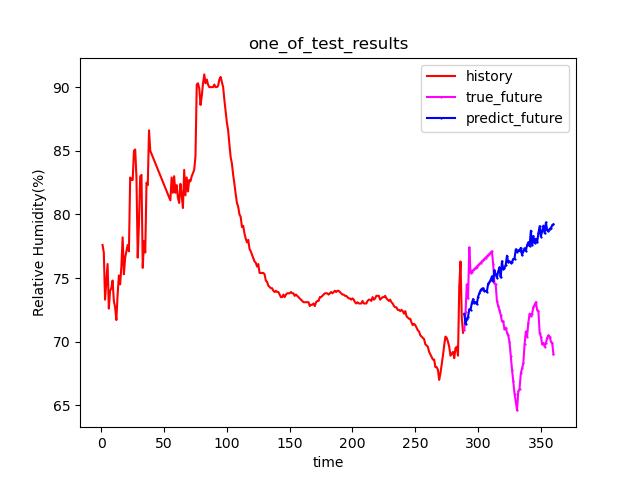 one_of_test_results
history
true_future
predict_future
Relative Humidity(%)
90
85
80
75
70
65
0
50
100
150
200
250
300
350
time